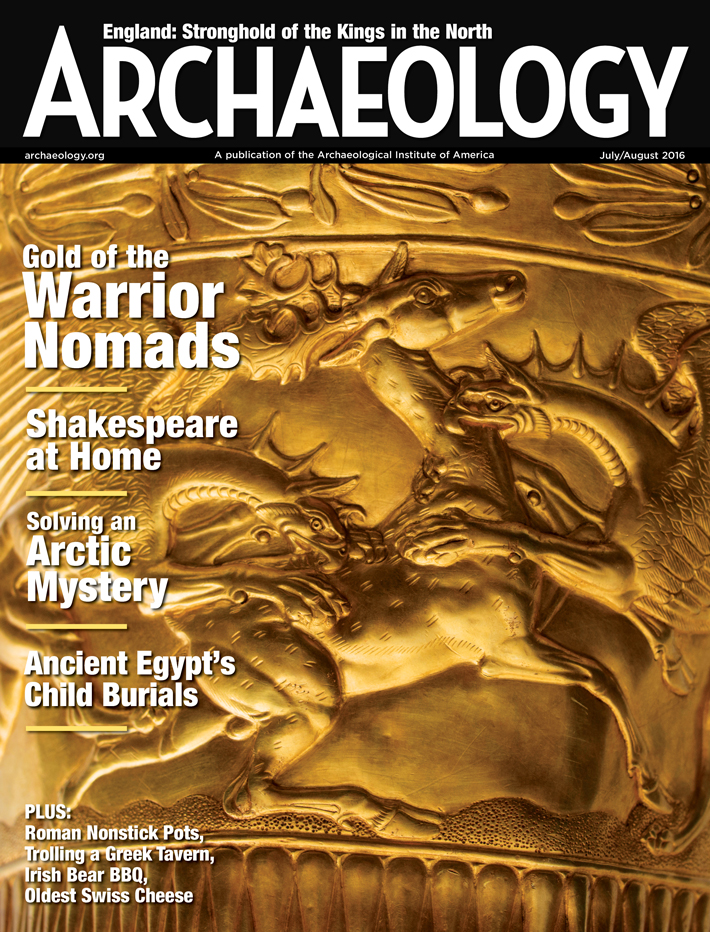 England: Stronghold of the Kings in the North
ARCHAEOLOGY
archaeology.org
A publication of the Archaeological Institute of America
July/August 2016
Gold of the
Warrior
Nomads
Shakespeare
at Home
Solving an
Arctic
Mystery
Ancient Egypt's
Child Burials
PLUS:
Roman Nonstick Pots,
Trolling a Greek Tavern,
Irish Bear BBQ,
Oldest Swiss Cheese